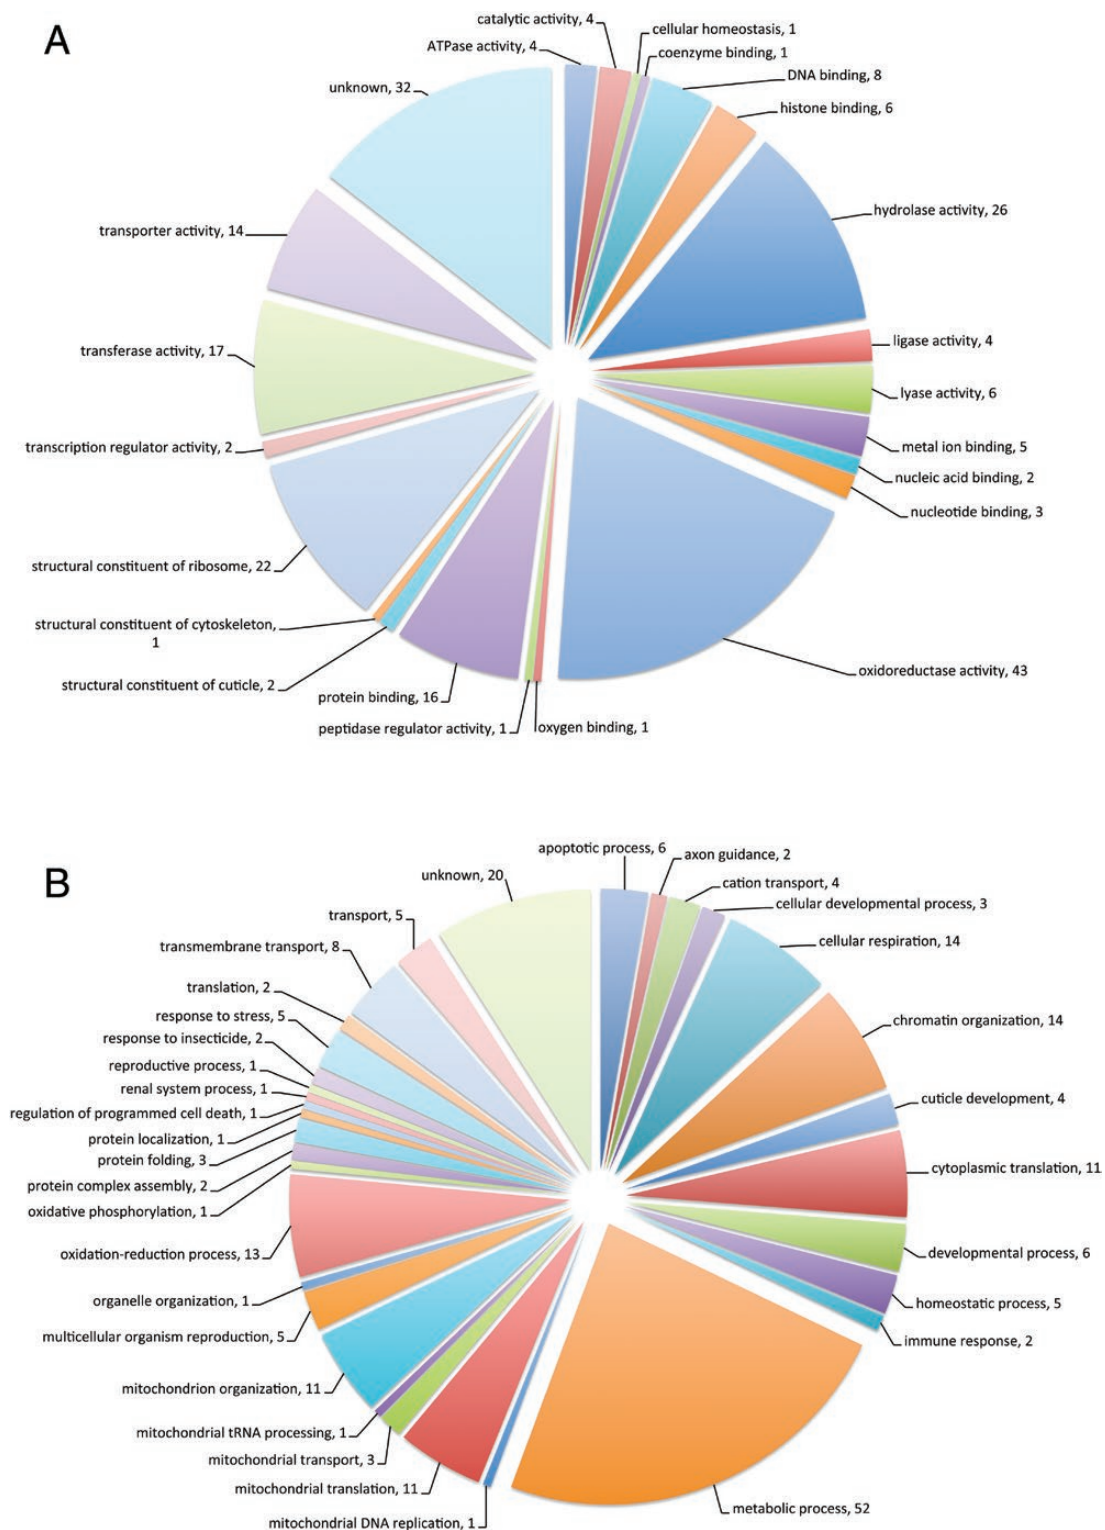 A
catalytic activity, 4
cellular homeostasis, 1
ATPase activity, 4
coenzyme binding, 1
DNA binding, 8
unknown, 32
histone binding, 6
hydrolase activity, 26
transporter activity, 14
ligase activity, 4
transferase activity, 17
lyase activity, 6
transcription regulator activity, 2
metal ion binding, 5
nucleic acid binding, 2
nucleotide binding, 3
structural constituent of ribosome, 22
structural constituent of cytoskeleton,
1
oxidoreductase activity, 43
structural constituent of cuticle, 2
protein binding, 16
peptidase regulator activity, 1
oxygen binding, 1
B
apoptotic process, 6
axon guidance, 2
unknown, 20
cation transport, 4
cellular developmental process, 3
transport, 5
cellular respiration, 14
transmembrane transport, 8
translation, 2
response to stress, 5
chromatin organization, 14
response to insecticide, 2
reproductive process, 1
renal system process, 1
cuticle development, 4
regulation of programmed cell death, 1
protein localization, 1
protein folding, 3
cytoplasmic translation, 11
protein complex assembly, 2
oxidative phosphorylation, 1
oxidation-reduction process, 13
developmental process, 6
organelle organization, 1
homeostatic process, 5
multicellular organism reproduction, 5
immune response, 2
mitochondrion organization, 11
mitochondrial tRNA processing, 1
mitochondrial transport, 3
mitochondrial translation, 11
metabolic process, 52
mitochondrial DNA replication, 1